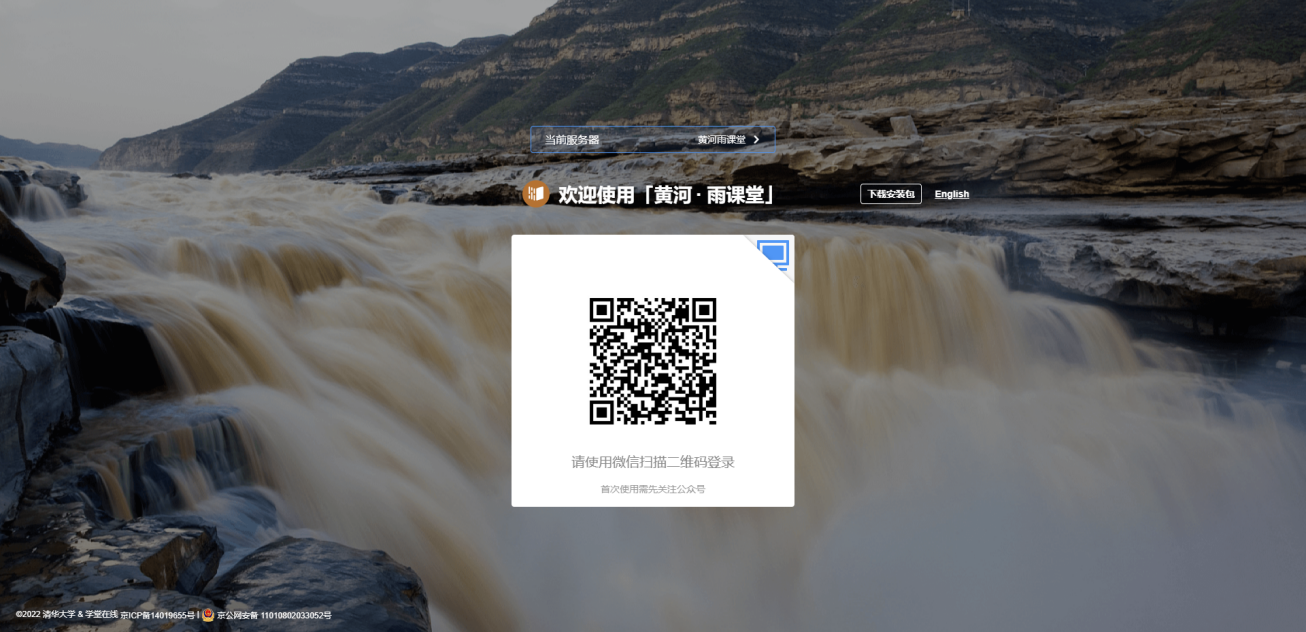 当前服务器 黄河雨课堂
欢迎使用「黄河·雨课堂」 下载安装包 English
请使用微信扫描二维码登录
首次使用需先关注公众号
©2022 清华大学 & 学堂在线 京ICP备14019655号 | 京公网安备 11010802033052号